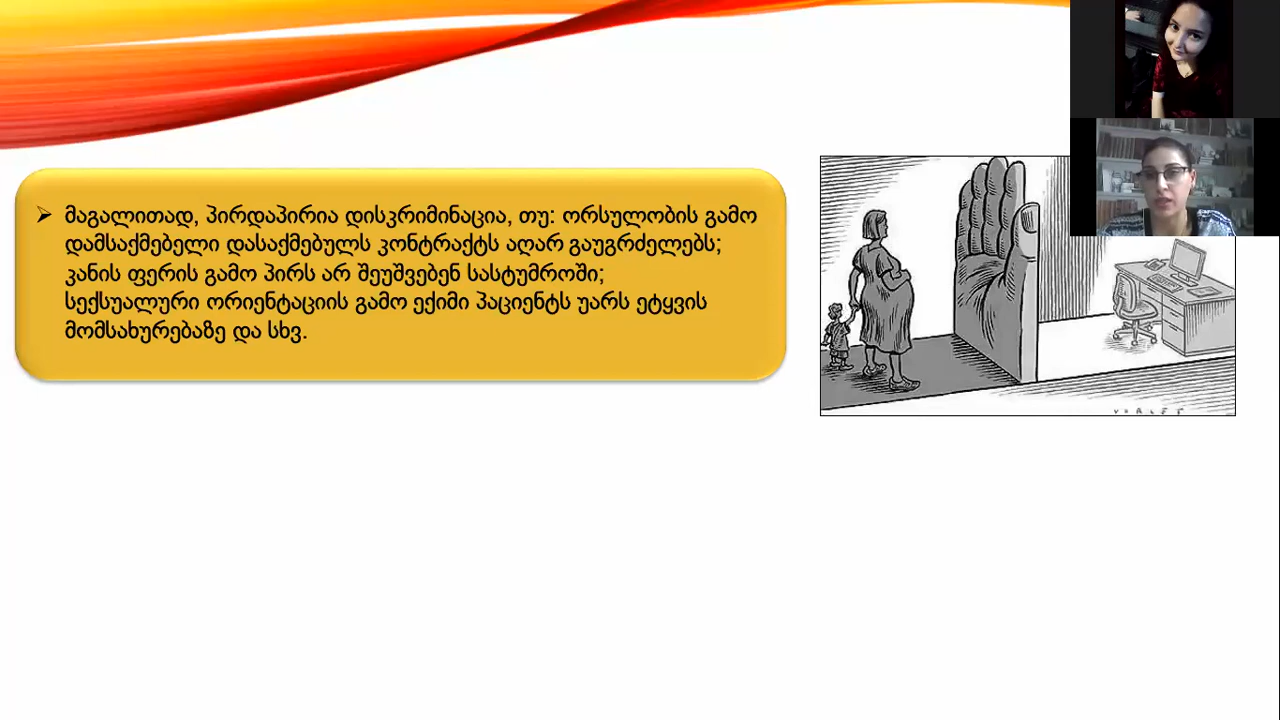 მაგალითად, პირდაპირია დისკრიმინაცია, თუ: ორსულობის გამო
დამსაქმებელი დასაქმებულს კონტრაქტს აღარ გაუგრძელებს;
კანის ფერის გამო პირს არ შეუშვებენ სასტუმროში;
სექსუალური ორიენტაციის გამო ექიმი პაციენტს უარს ეტყვის
მომსახურებაზე და სხვ.